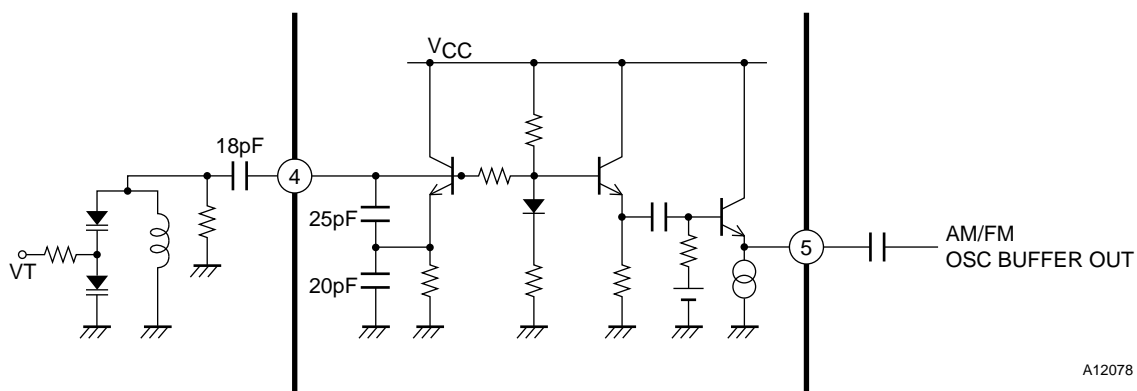 VCC
18pF
4
25pF
VT
20pF
5
AM/FM
OSC BUFFER OUT
A12078